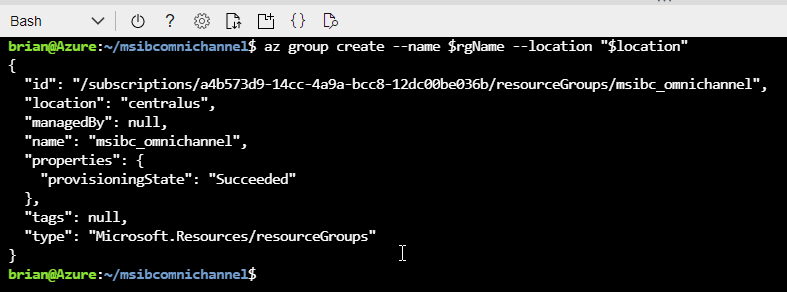 Bash
brian@Azure:~/msibcomnichannel$ az group create --name $rgName --location "$location"
{
  "id": "/subscriptions/a4b573d9-14cc-4a9a-bcc8-12dc00be036b/resourceGroups/msibc_omnichannel",
  "location": "centralus",
  "managedBy": null,
  "name": "msibc_omnichannel",
  "properties": {
    "provisioningState": "Succeeded"
  },
  "tags": null,
  "type": "Microsoft.Resources/resourceGroups"
}
brian@Azure:~/msibcomnichannel$